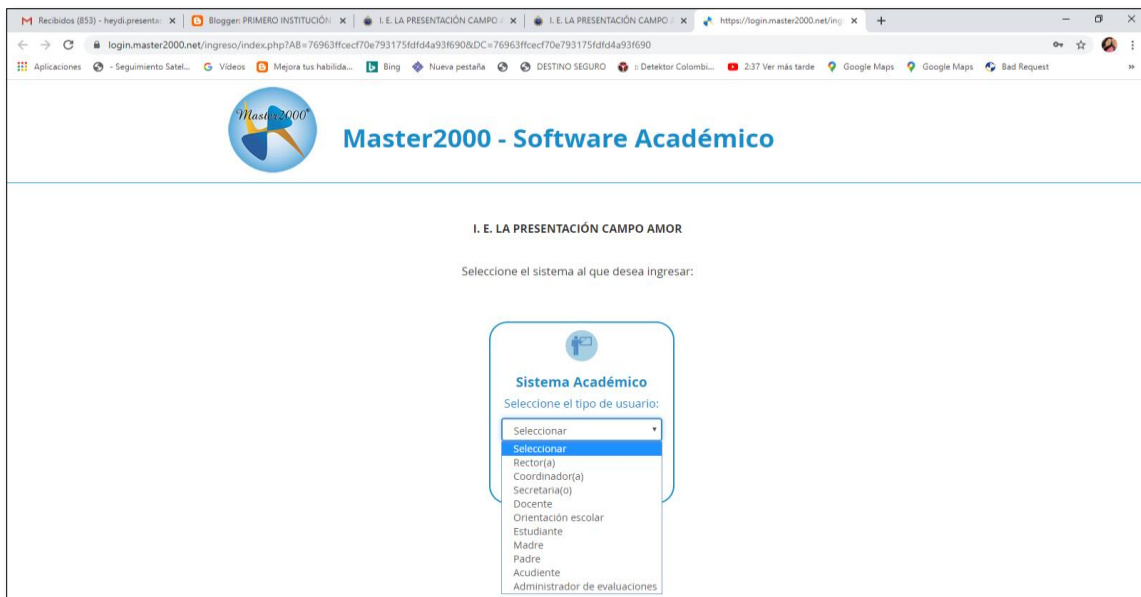 Recibidos (853) - heydi.presenta
Blogger: PRIMERO INSTITUCIÓN
I. E. LA PRESENTACIÓN CAMPO A
I. E. LA PRESENTACIÓN CAMPO A
https://login.master2000.net/ing
login.master2000.net/ingreso/index.php?AB=76963ffcecf70e793175fdfd4a93f690&DC=76963ffcecf70e793175fdfd4a93f690
Aplicaciones - Seguimiento Satel... Vídeos Mejora tus habilida... Bing Nueva pestaña DESTINO SEGURO :: Detektor Colombi... 2:37 Ver más tarde Google Maps Google Maps Bad Request »
Master2000®
Master2000 - Software Académico
I. E. LA PRESENTACIÓN CAMPO AMOR
Seleccione el sistema al que desea ingresar:
Sistema Académico
Seleccione el tipo de usuario:
Seleccionar
Seleccionar
Rector(a)
Coordinador(a)
Secretaria(o)
Docente
Orientación escolar
Estudiante
Madre
Padre
Acudiente
Administrador de evaluaciones